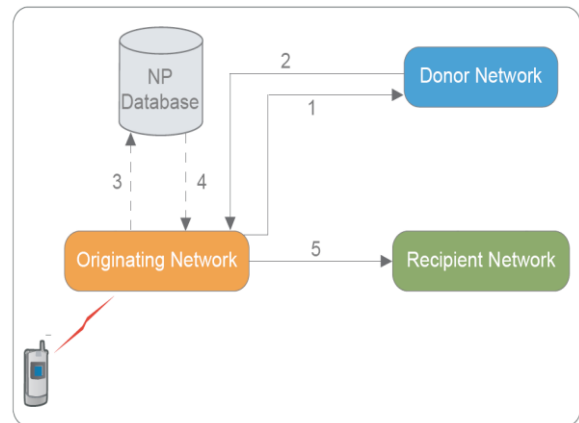 NP
Database
2
Donor Network
1
3
4
Originating Network
5
Recipient Network